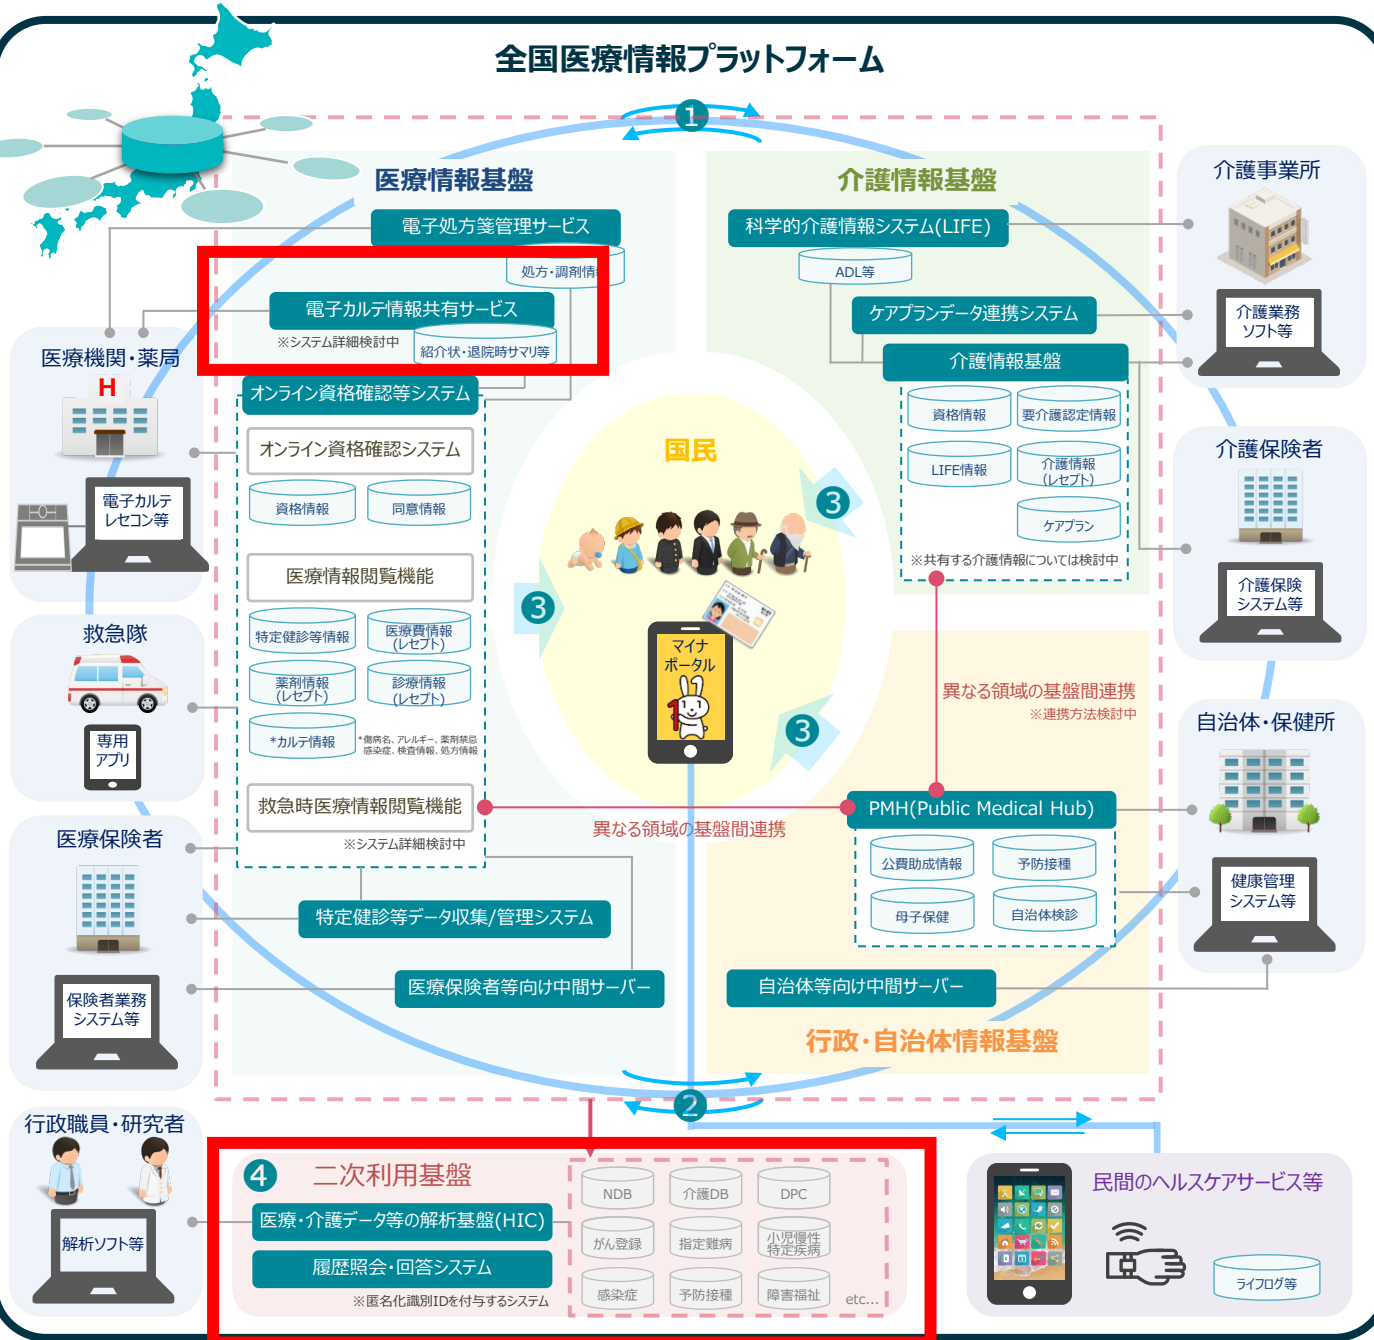 全国医療情報プラットフォーム
1
医療情報基盤
電子処方箋管理サービス
処方・調剤情
電子カルテ情報共有サービス
※システム詳細検討中
紹介状・退院時サマリ等
オンライン資格確認等システム
オンライン資格確認システム
資格情報
同意情報
医療情報閲覧機能
特定健診等情報
医療費情報
(レセプト)
薬剤情報
(レセプト)
診療情報
(レセプト)
*カルテ情報
*傷病名、アレルギー、薬剤禁忌
感染症、検査情報、処方情報
救急時医療情報閲覧機能
※システム詳細検討中
特定健診等データ収集/管理システム
医療保険者等向け中間サーバー
介護情報基盤
科学的介護情報システム(LIFE)
ADL等
ケアプランデータ連携システム
介護情報基盤
資格情報
要介護認定情報
LIFE情報
介護情報
(レセプト)
ケアプラン
※共有する介護情報については検討中
国民
3
3
3
マイナ
ポータル
1
異なる領域の基盤間連携
※連携方法検討中
異なる領域の基盤間連携
PMH(Public Medical Hub)
公費助成情報
予防接種
母子保健
自治体検診
自治体等向け中間サーバー
行政・自治体情報基盤
2
医療機関・薬局
H
電子カルテ
レセコン等
救急隊
専用
アプリ
医療保険者
保険者業務
システム等
行政職員・研究者
解析ソフト等
介護事業所
介護業務
ソフト等
介護保険者
介護保険
システム等
自治体・保健所
健康管理
システム等
4
二次利用基盤
医療・介護データ等の解析基盤(HIC)
履歴照会・回答システム
※匿名化識別IDを付与するシステム
NDB
介護DB
DPC
がん登録
指定難病
小児慢性
特定疾病
感染症
予防接種
障害福祉
etc...
民間のヘルスケアサービス等
ライフログ等